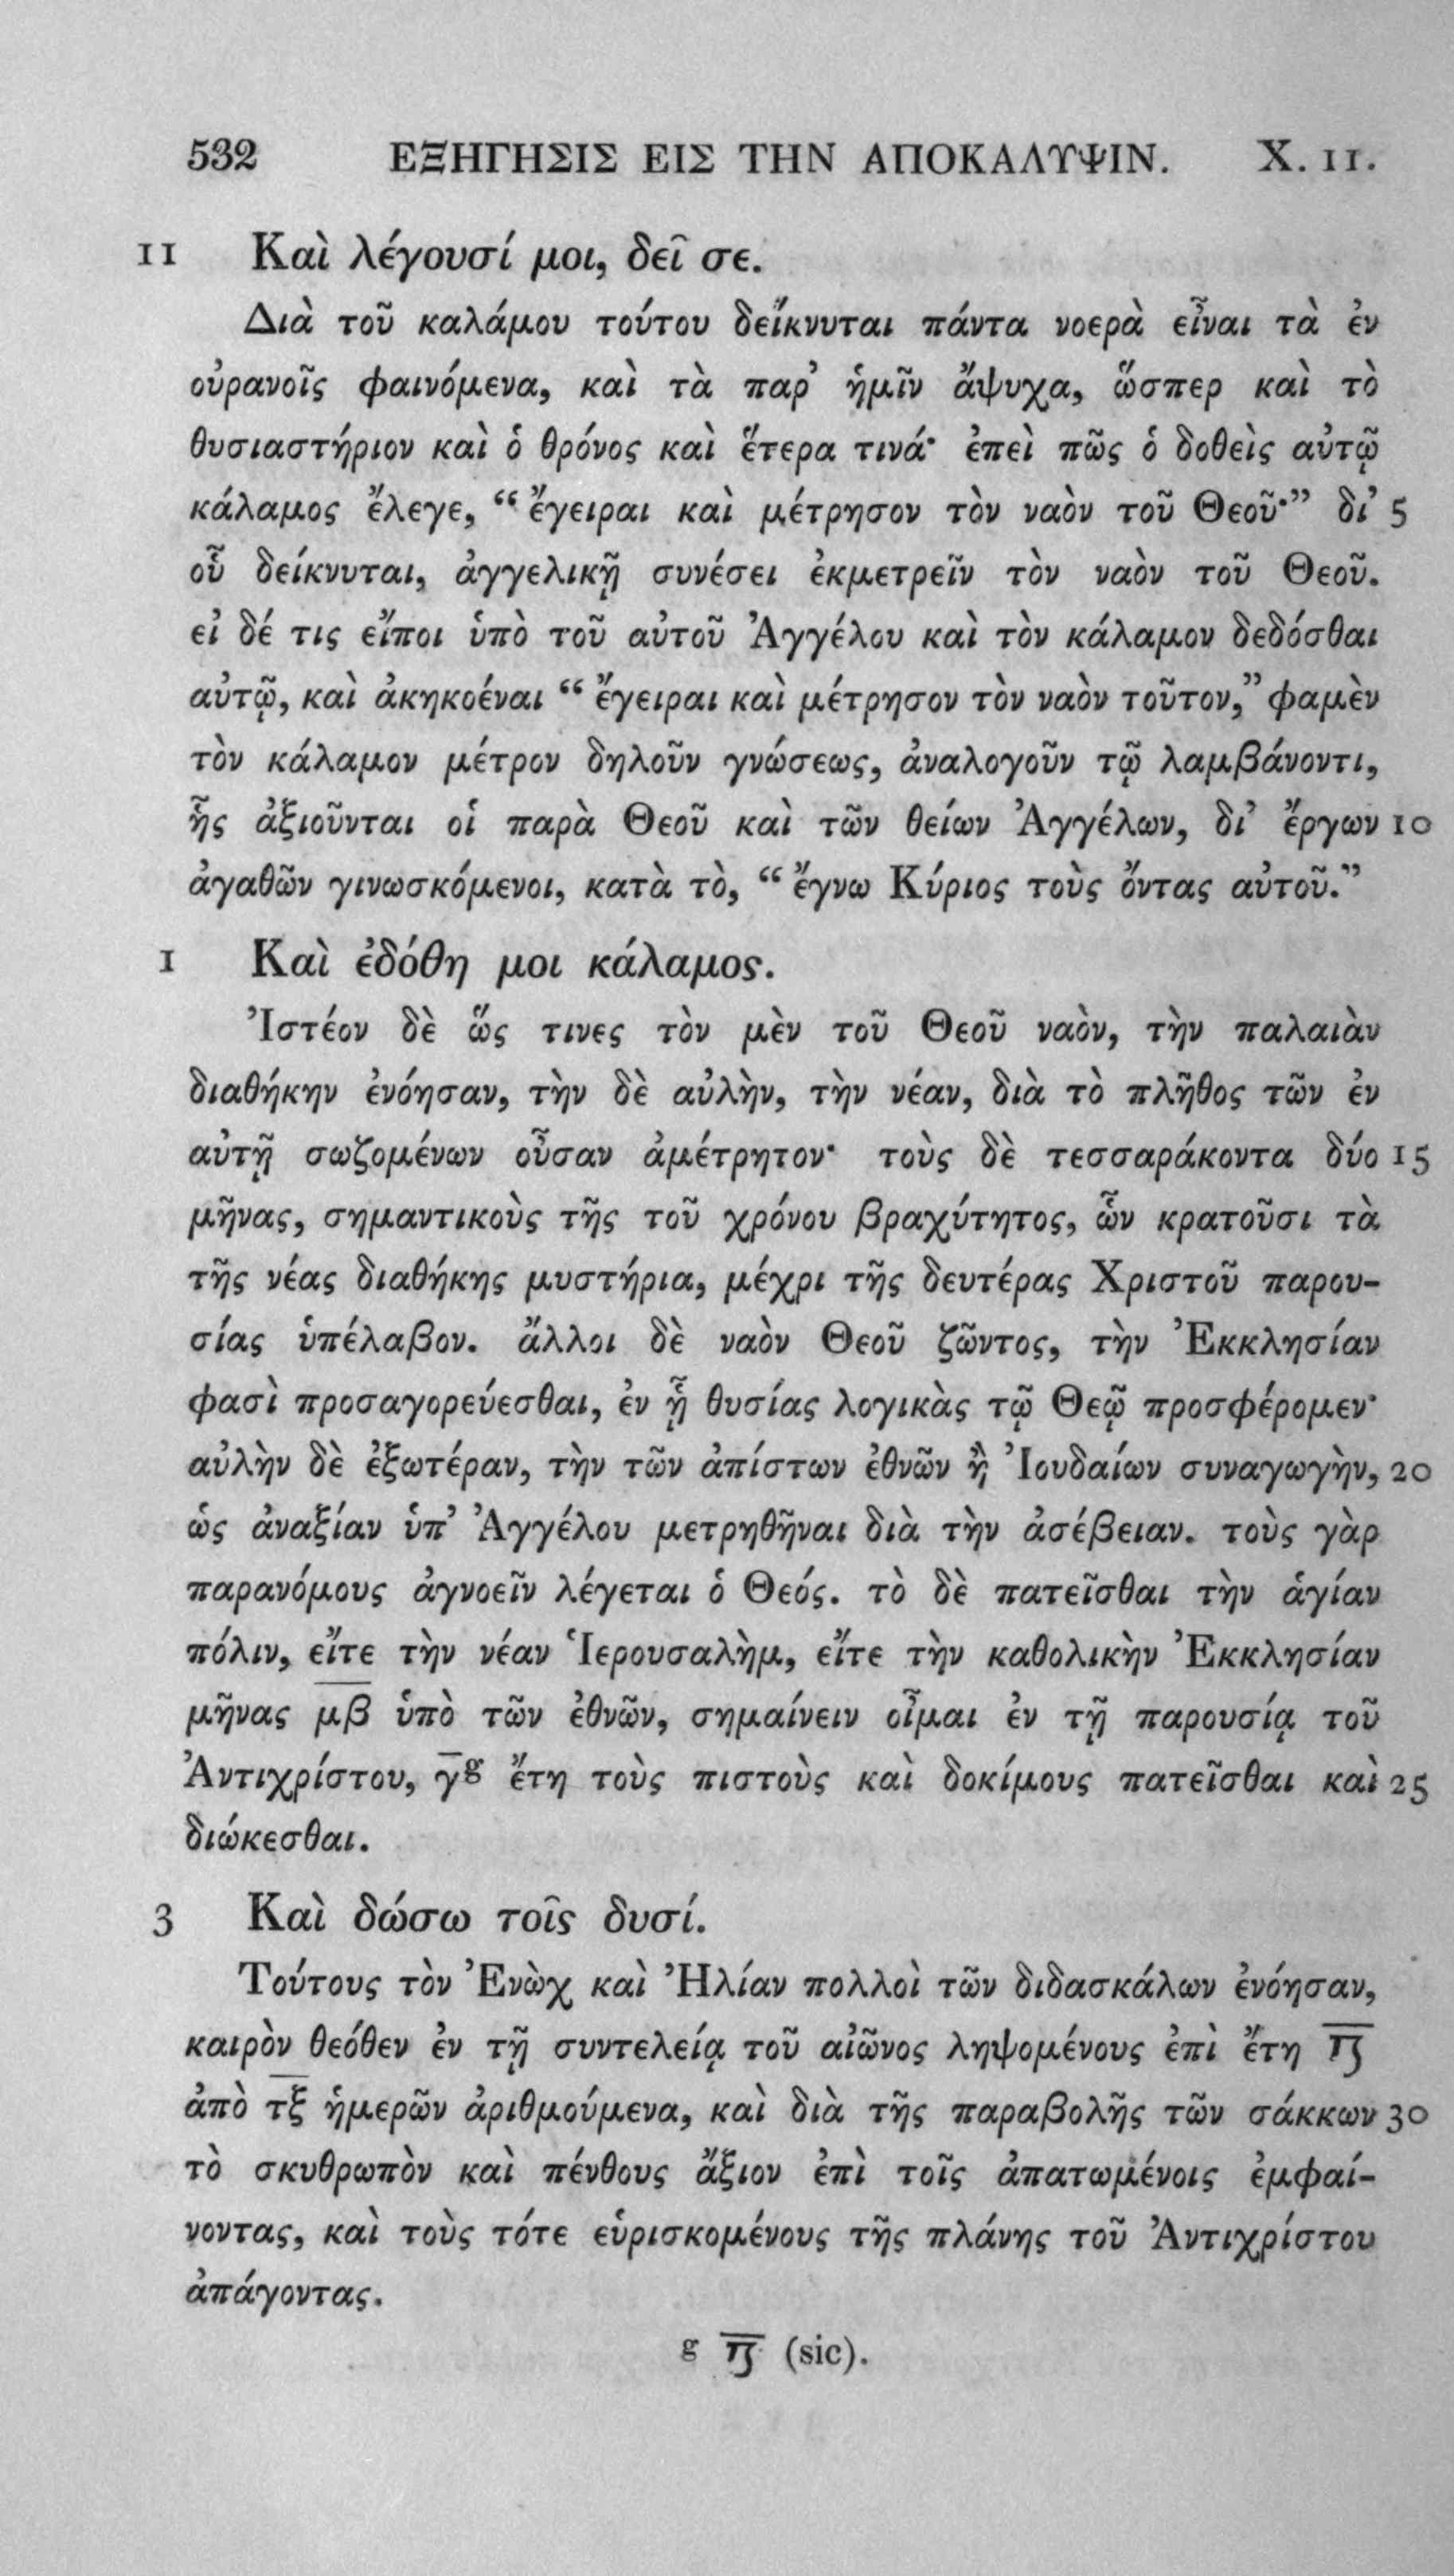 532 ΕΞΗΓΗΣΙΣ ΕΙΣ ΤΗΝ ΑΠΟΚΑΛΥΨΙΝ. X. 11.
11 Καὶ λέγουσί μοι, δεῖ σε.
Διὰ τοῦ καλάμου τούτου δείκνυται πάντα νοερὰ εἶναι τὰ ἐν
οὐρανοῖς φαινόμενα, καὶ τὰ παρ’ ἡμῖν ἄψυχα, ὥσπερ καὶ τὸ
θυσιαστήριον καὶ ὁ θρόνος καὶ ἕτερα τινά· ἐπεὶ πῶς ὁ δοθεὶς αὐτῷ
κάλαμος ἔλεγε, “ ἔγειραι καὶ μέτρησον τὸν ναὸν τοῦ Θεοῦ·” δι’ 5
οὗ δείκνυται, ἀγγελικῇ συνέσει ἐκμετρεῖν τὸν ναὸν τοῦ Θεοῦ.
εἰ δέ τις εἴποι ὑπὸ τοῦ αὐτοῦ Ἀγγέλου καὶ τὸν κάλαμον δεδόσθαι
αὐτῷ, καὶ ἀκηκοέναι “ ἔγειραι καὶ μέτρησον τὸν ναὸν τοῦτον,” φαμὲν
τὸν κάλαμον μέτρον δηλοῦν γνώσεως, ἀναλογοῦν τῷ λαμβάνοντι,
ἧς ἀξιοῦνται οἱ παρὰ Θεοῦ καὶ τῶν θείων Ἀγγέλων, δι’ ἔργων 10
ἀγαθῶν γινωσκόμενοι, κατὰ τὸ, “ ἔγνω Κύριος τοὺς ὄντας αὐτοῦ.”
1 Καὶ ἐδόθη μοι κάλαμος.
Ἰστέον δὲ ὥς τινες τὸν μὲν τοῦ Θεοῦ ναὸν, τὴν παλαιὰν
διαθήκην ἐνόησαν, τὴν δὲ αὐλὴν, τὴν νέαν, διὰ τὸ πλῆθος τῶν ἐν
αὐτῇ σωζομένων οὖσαν ἀμέτρητον· τοὺς δὲ τεσσαράκοντα δύο 15
μῆνας, σημαντικοὺς τῆς τοῦ χρόνου βραχύτητος, ὧν κρατοῦσι τὰ
τῆς νέας διαθήκης μυστήρια, μέχρι τῆς δευτέρας Χριστοῦ παρου-
σίας ὑπέλαβον. ἄλλοι δὲ ναὸν Θεοῦ ζῶντος, τὴν Ἐκκλησίαν
φασὶ προσαγορεύεσθαι, ἐν ᾗ θυσίας λογικὰς τῷ Θεῷ προσφέρομεν·
αὐλὴν δὲ ἐξωτέραν, τὴν τῶν ἀπίστων ἐθνῶν ἢ Ἰουδαίων συναγωγὴν, 20
ὡς ἀναξίαν ὑπ’ Ἀγγέλου μετρηθῆναι διὰ τὴν ἀσέβειαν. τοὺς γὰρ
παρανόμους ἀγνοεῖν λέγεται ὁ Θεός. τὸ δὲ πατεῖσθαι τὴν ἁγίαν
πόλιν, εἴτε τὴν νέαν Ἱερουσαλὴμ, εἴτε τὴν καθολικὴν Ἐκκλησίαν
μῆνας μ̅β̅ ὑπὸ τῶν ἐθνῶν, σημαίνειν οἶμαι ἐν τῇ παρουσίᾳ τοῦ
Ἀντιχρίστου, γ̅ᵍ ἔτη τοὺς πιστοὺς καὶ δοκίμους πατεῖσθαι καὶ 25
διώκεσθαι.
3 Καὶ δώσω τοῖς δυσί.
Τούτους τὸν Ἐνὼχ καὶ Ἠλίαν πολλοὶ τῶν διδασκάλων ἐνόησαν,
καιρὸν θεόθεν ἐν τῇ συντελείᾳ τοῦ αἰῶνος ληψομένους ἐπὶ ἔτη
ἀπὸ τ̅ξ̅ ἡμερῶν ἀριθμούμενα, καὶ διὰ τῆς παραβολῆς τῶν σάκκων 30
τὸ σκυθρωπὸν καὶ πένθους ἄξιον ἐπὶ τοῖς ἀπατωμένοις ἐμφαί-
νοντας, καὶ τοὺς τότε εὑρισκομένους τῆς πλάνης τοῦ Ἀντιχρίστου
ἀπάγοντας.
g (sic).